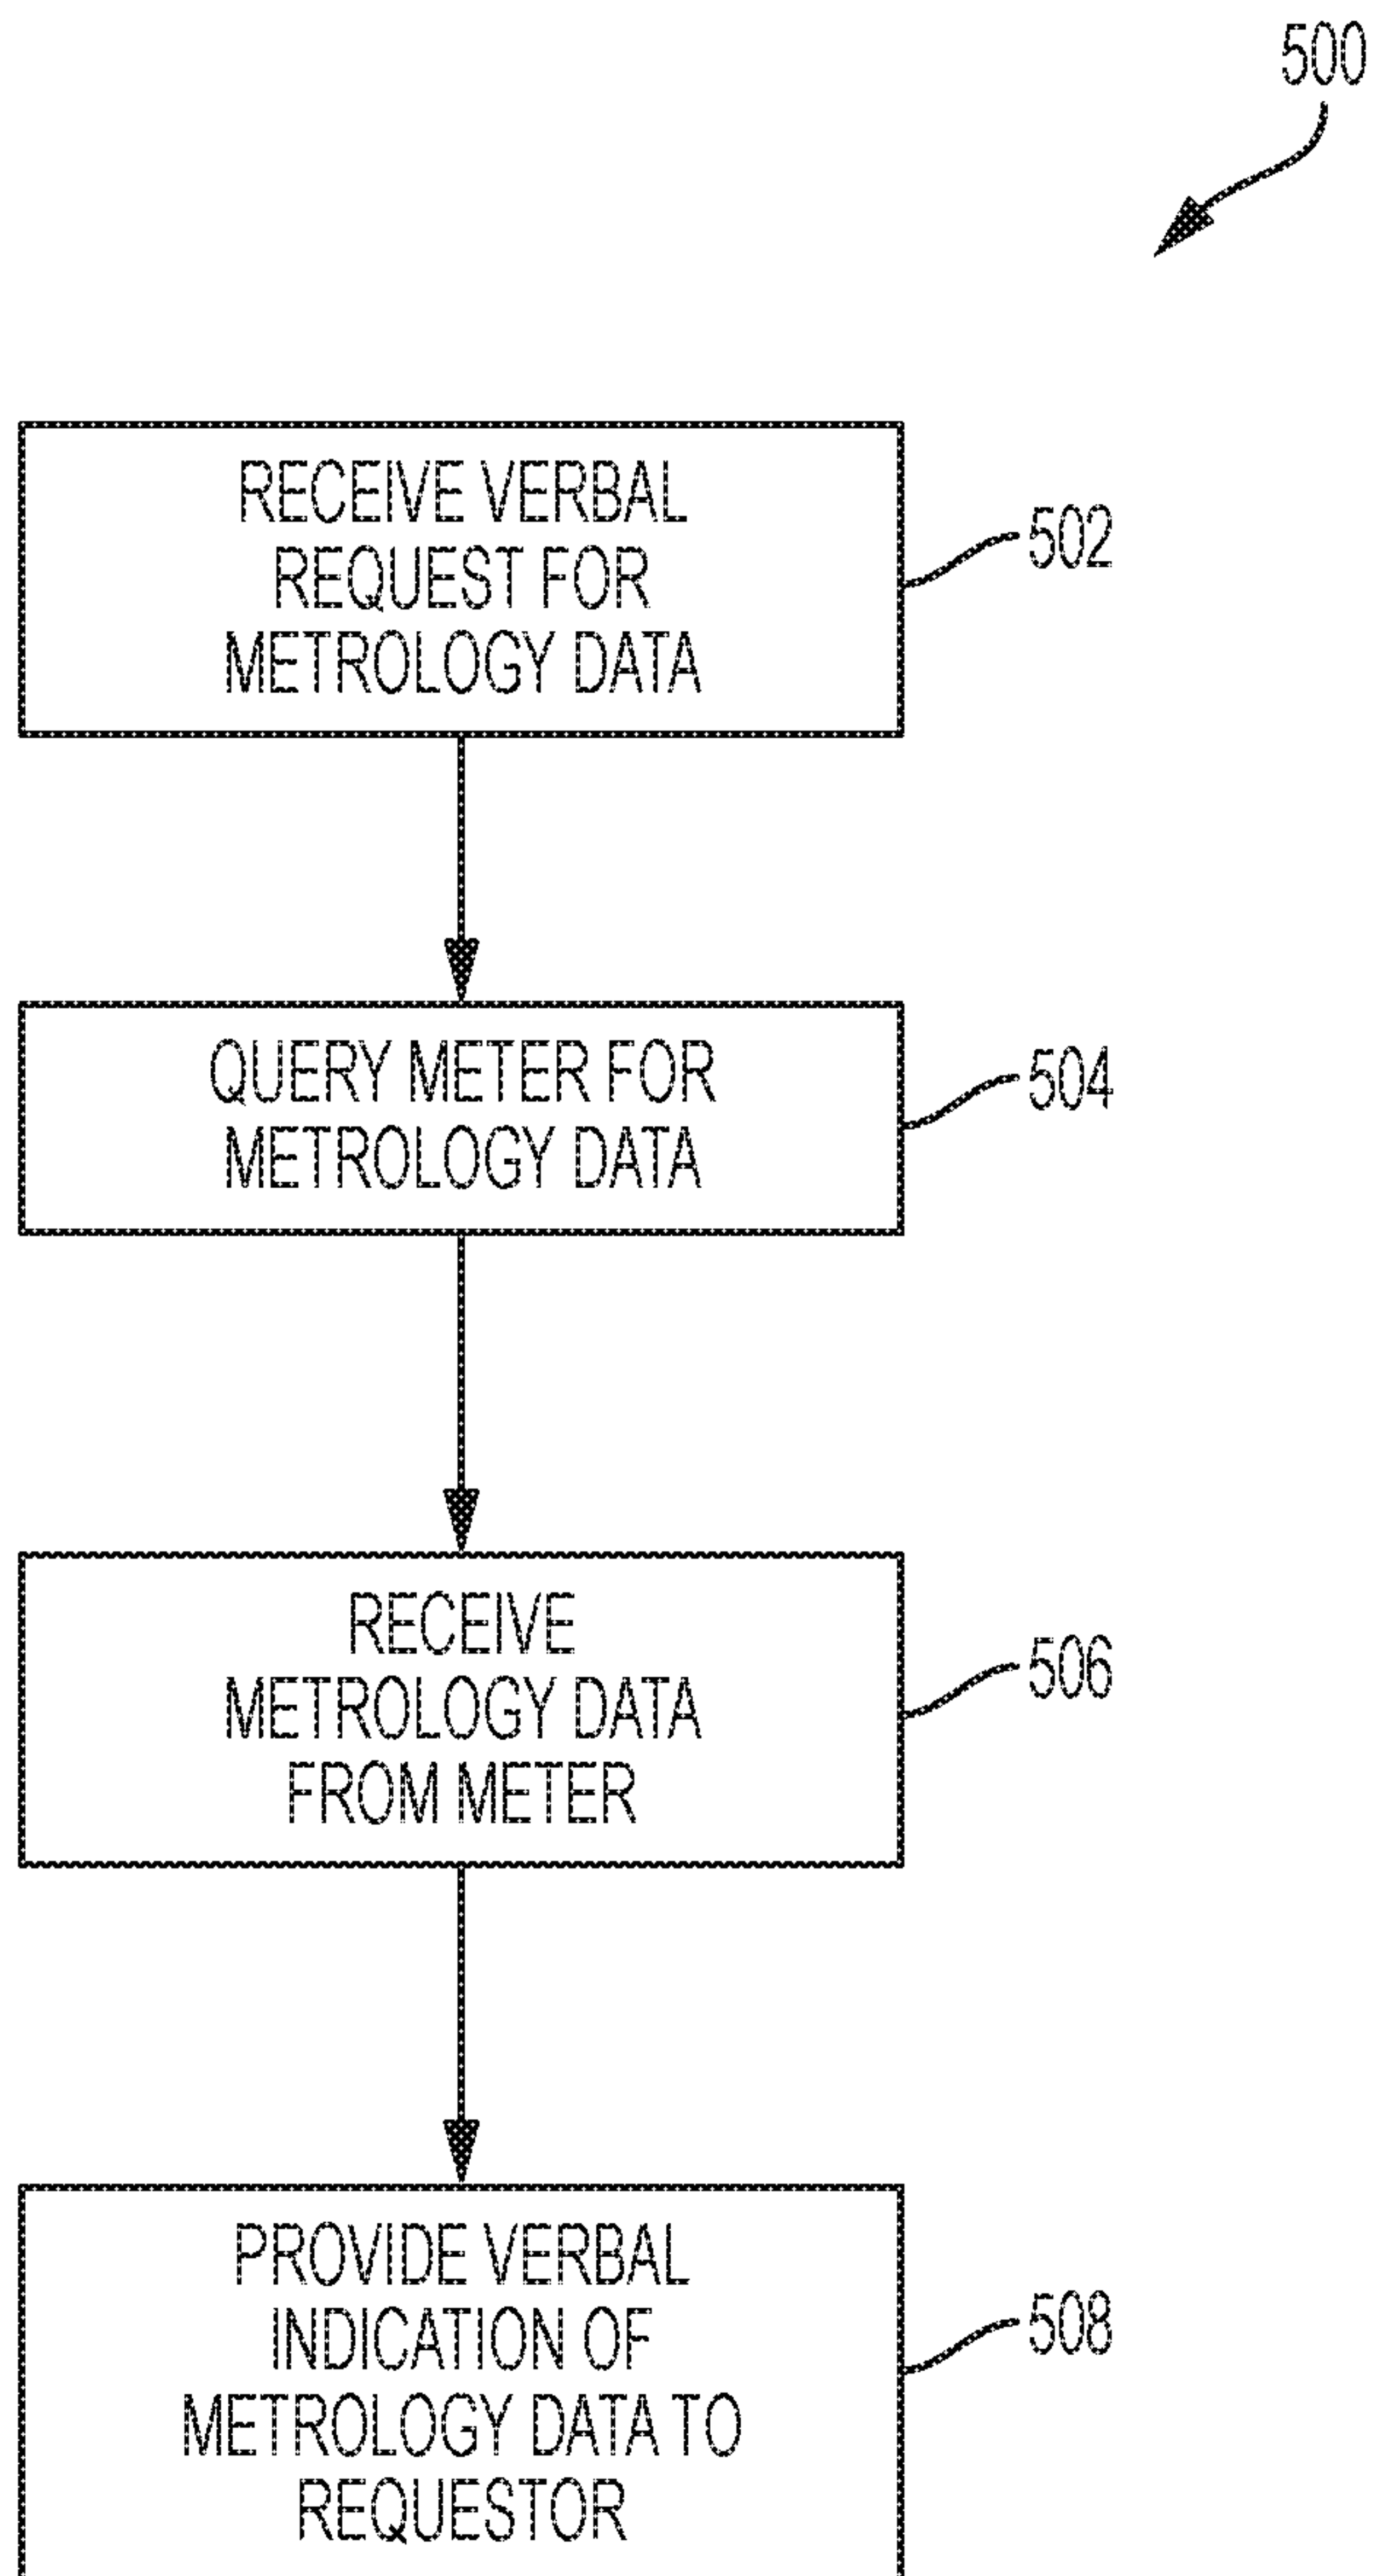 500
RECEIVE VERBAL
REQUEST FOR
METROLOGY DATA
502
QUERY METER FOR
METROLOGY DATA
504
RECEIVE
METROLOGY DATA
FROM METER
506
PROVIDE VERBAL
INDICATION OF
METROLOGY DATA TO
REQUESTOR
508